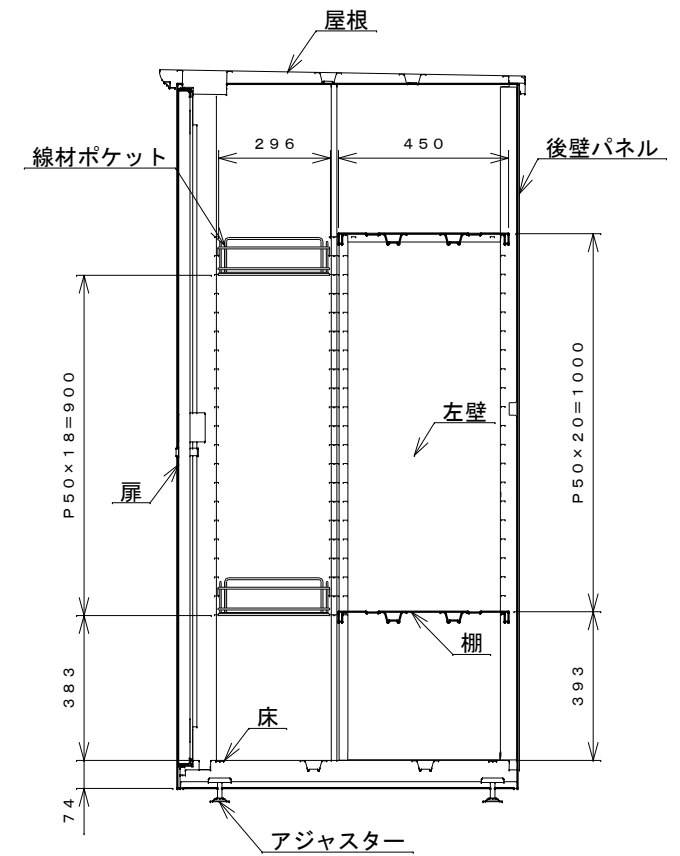 屋根
296
450
線材ポケット
後壁パネル
P50×18=900
P50×20=1000
左壁
扉
棚
383
393
床
74
アジャスター